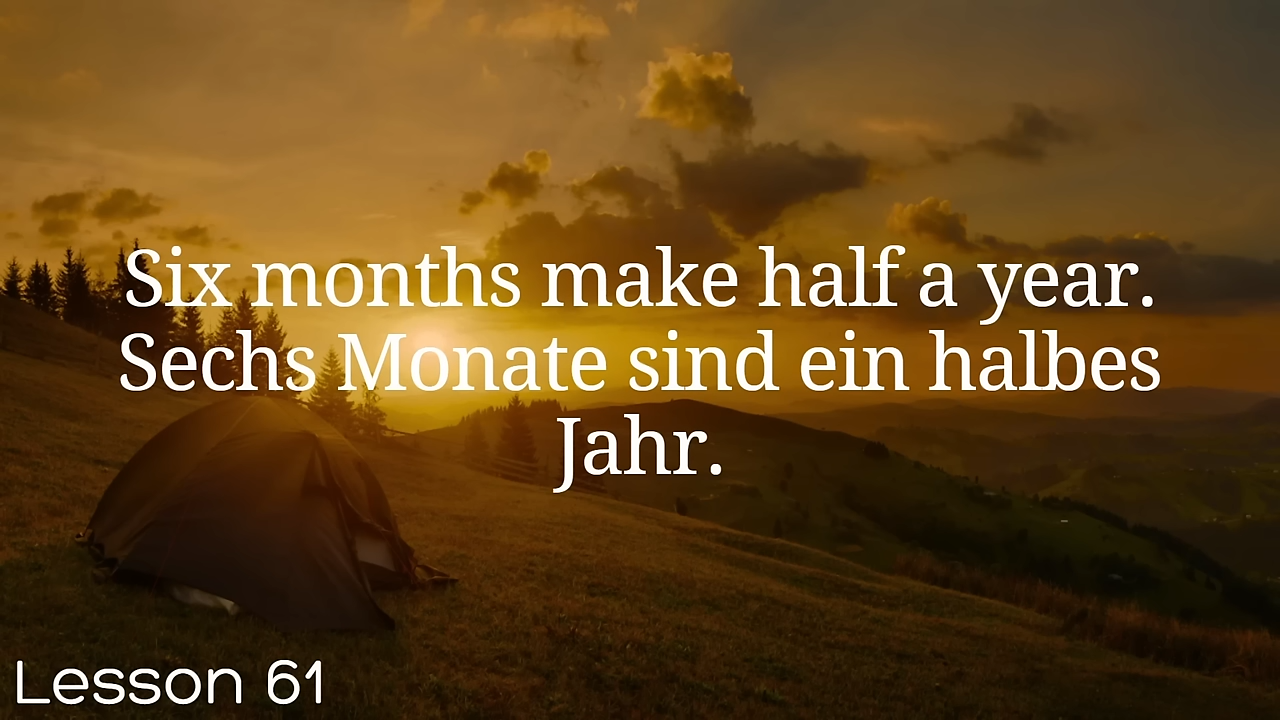 Six months make half a year.
Sechs Monate sind ein halbes
Jahr.
Lesson 61